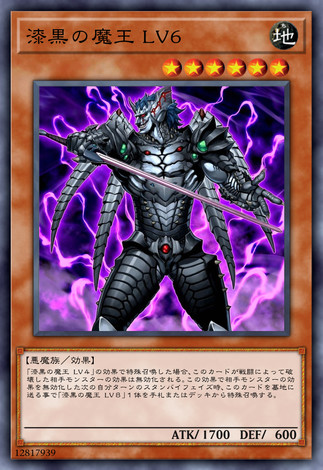 漆黒の魔王 LV6
地
【悪魔族／効果】
「漆黒の魔王 LV4」の効果で特殊召喚した場合、このカードが戦闘によって破
壊した相手モンスターの効果は無効化される。この効果で相手モンスターの効
果を無効化した次の自分ターンのスタンバイフェイズ時、このカードを墓地に
送る事で「漆黒の魔王 LV8」1体を手札またはデッキから特殊召喚する。
ATK/ 1700 DEF/ 600
12817939